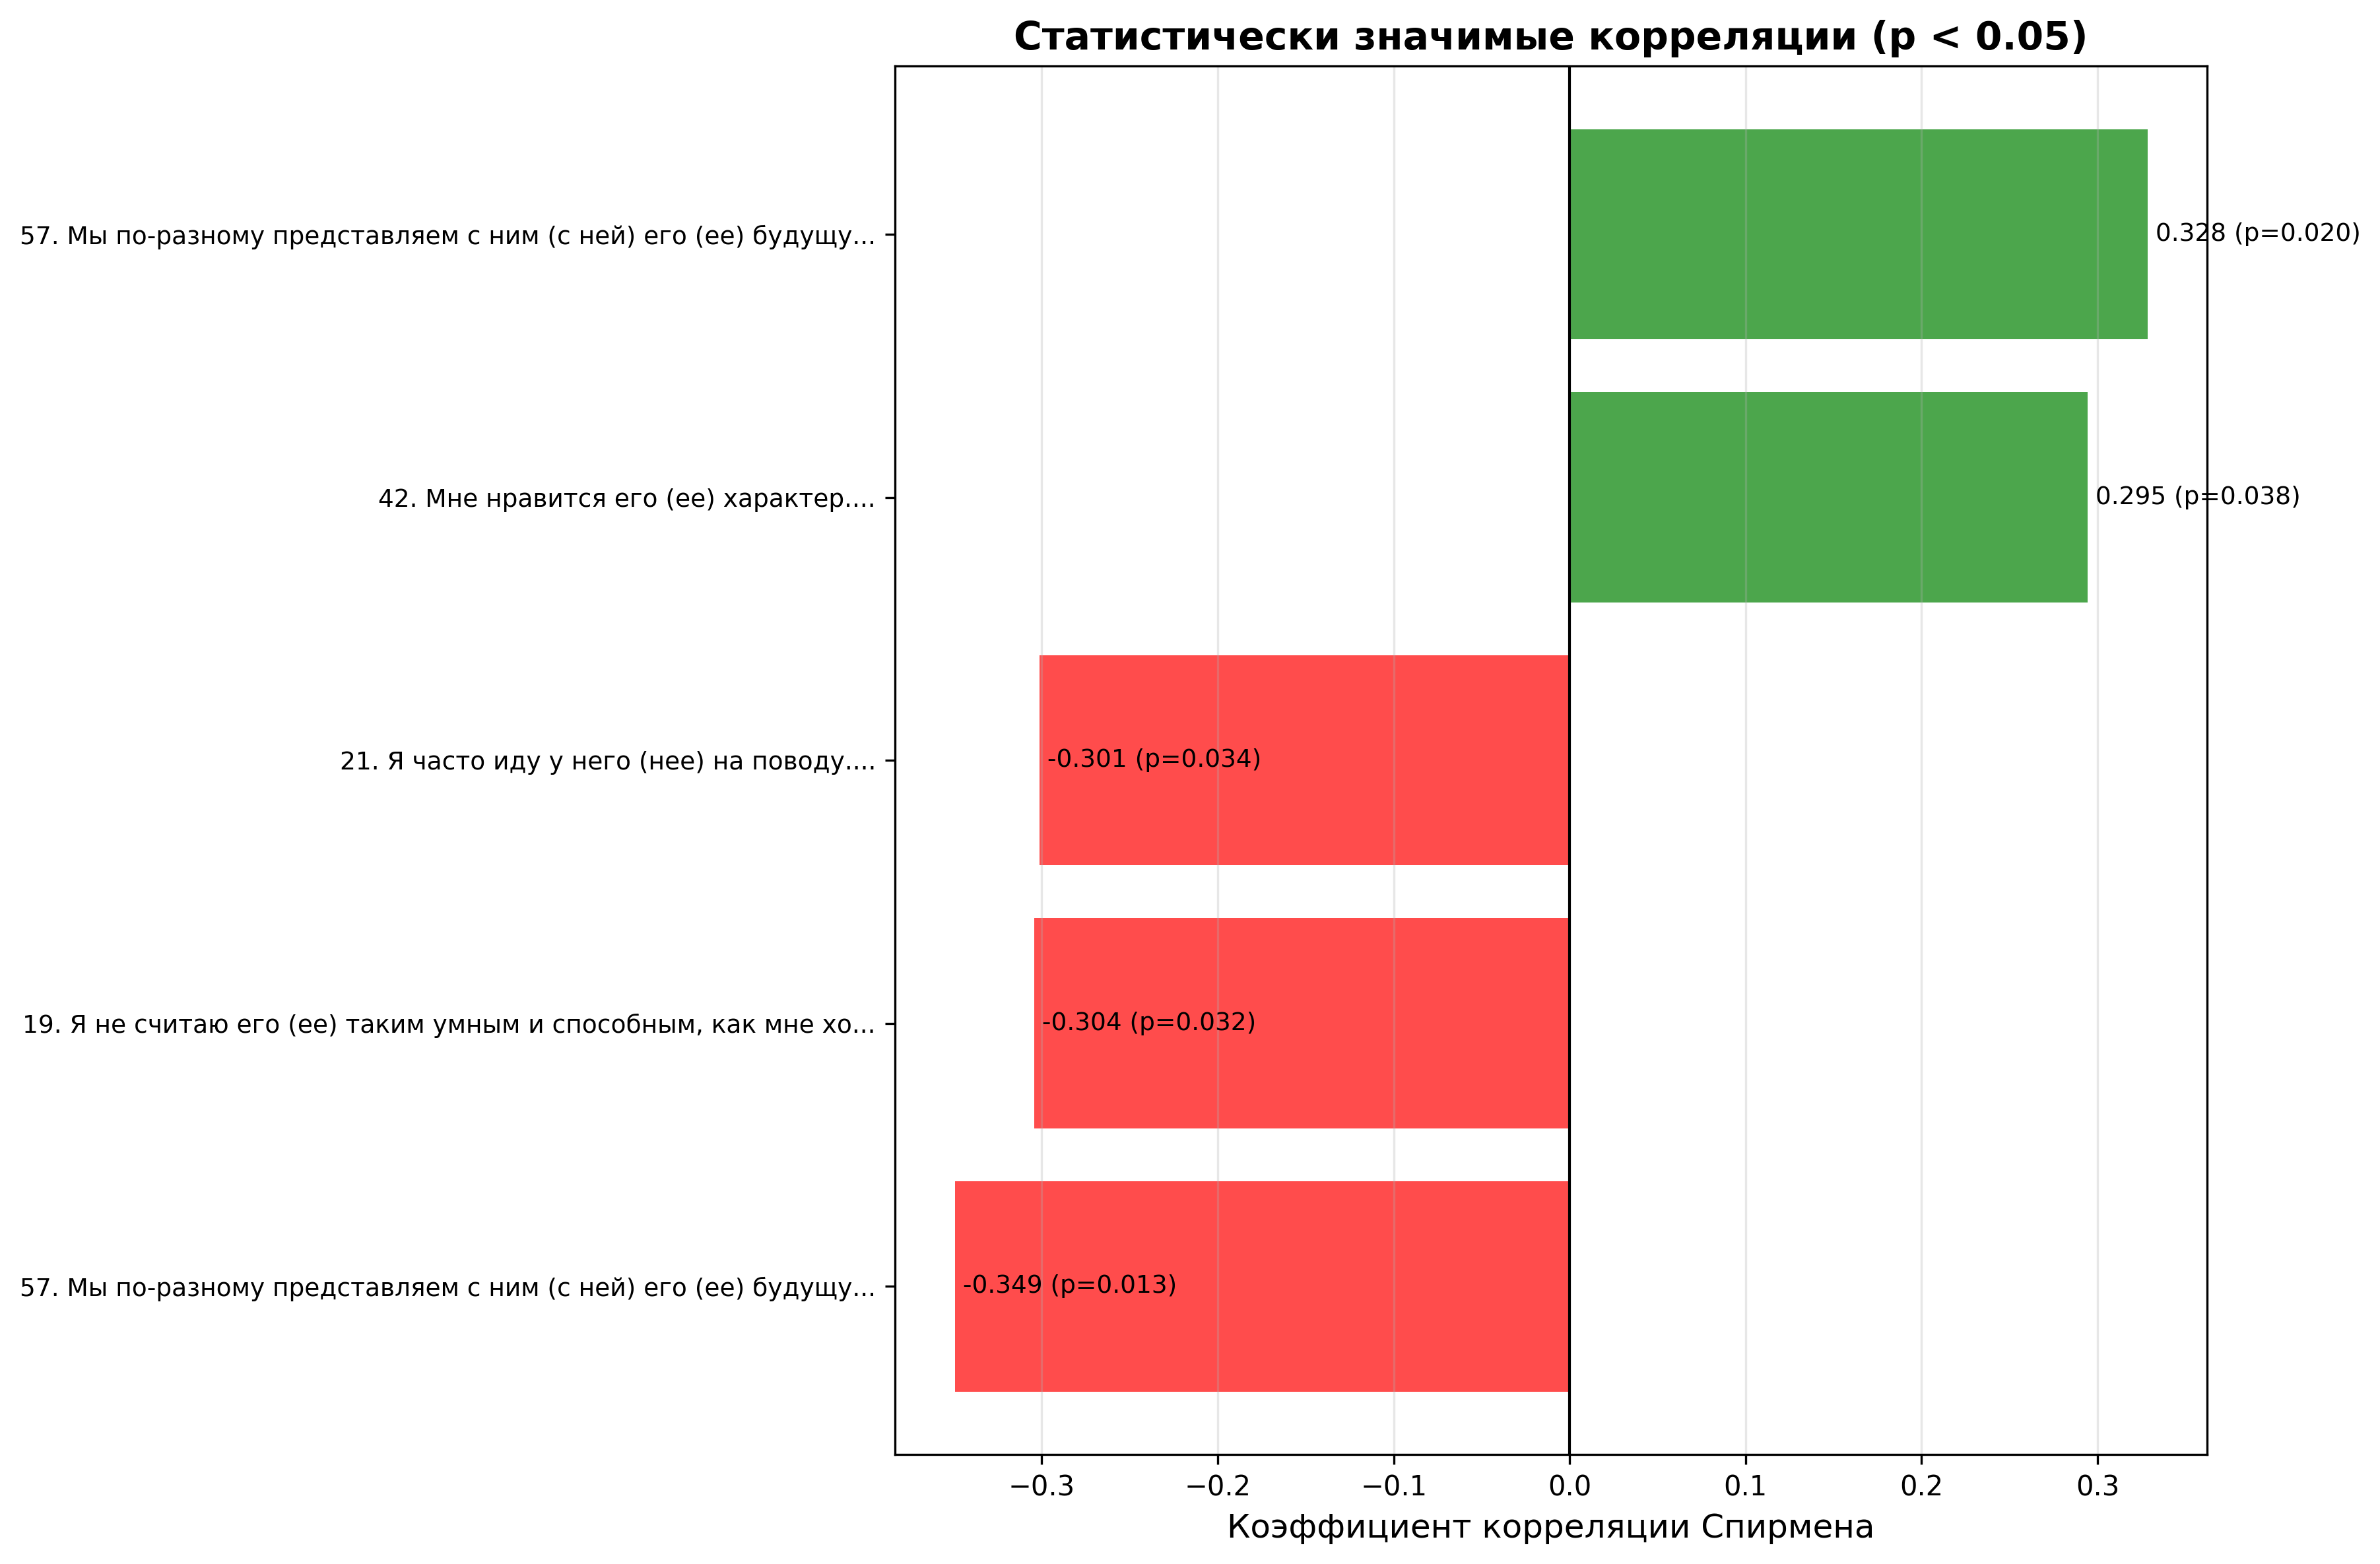 Статистически значимые корреляции (p < 0.05)
57. Мы по-разному представляем с ним (с ней) его (ее) будущу...
0.328 (p=0.020)
42. Мне нравится его (ее) характер....
0.295 (p=0.038)
21. Я часто иду у него (нее) на поводу....
-0.301 (p=0.034)
19. Я не считаю его (ее) таким умным и способным, как мне хо...
-0.304 (p=0.032)
57. Мы по-разному представляем с ним (с ней) его (ее) будущу...
-0.349 (p=0.013)
−0.3 −0.2 −0.1 0.0 0.1 0.2 0.3
Коэффициент корреляции Спирмена